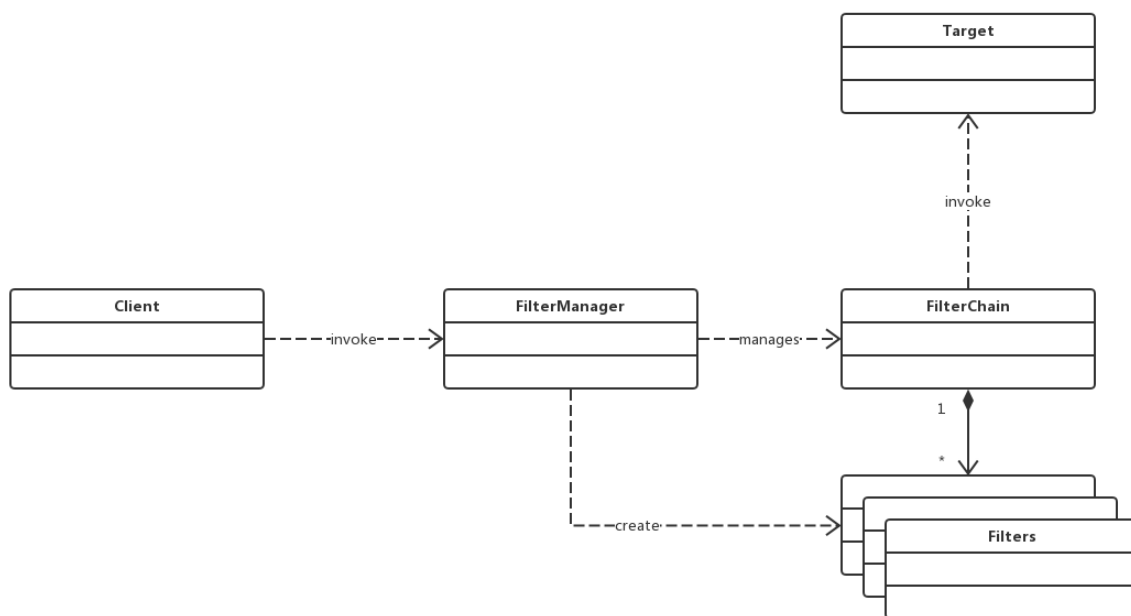 Target
invoke
Client
FilterManager
FilterChain
invoke
manages
1
*
create
Filters